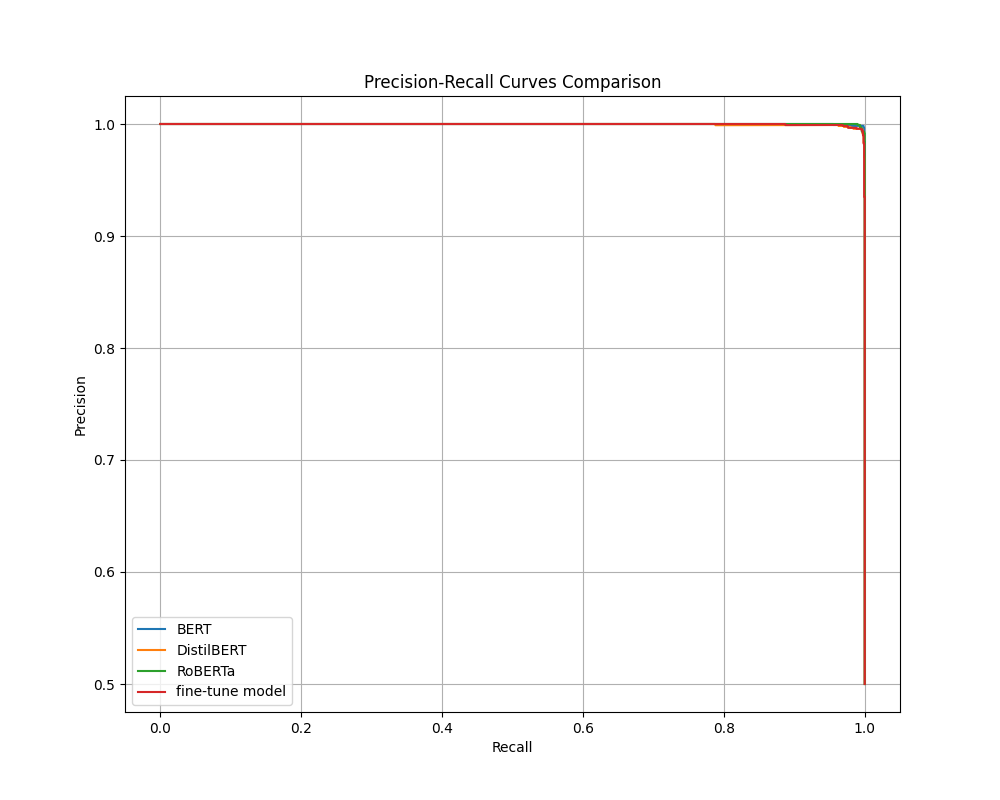 Precision-Recall Curves Comparison
1.0
0.9
0.8
0.7
0.6
0.5
Precision
BERT
DistilBERT
RoBERTa
fine-tune model
0.0 0.2 0.4 0.6 0.8 1.0
Recall